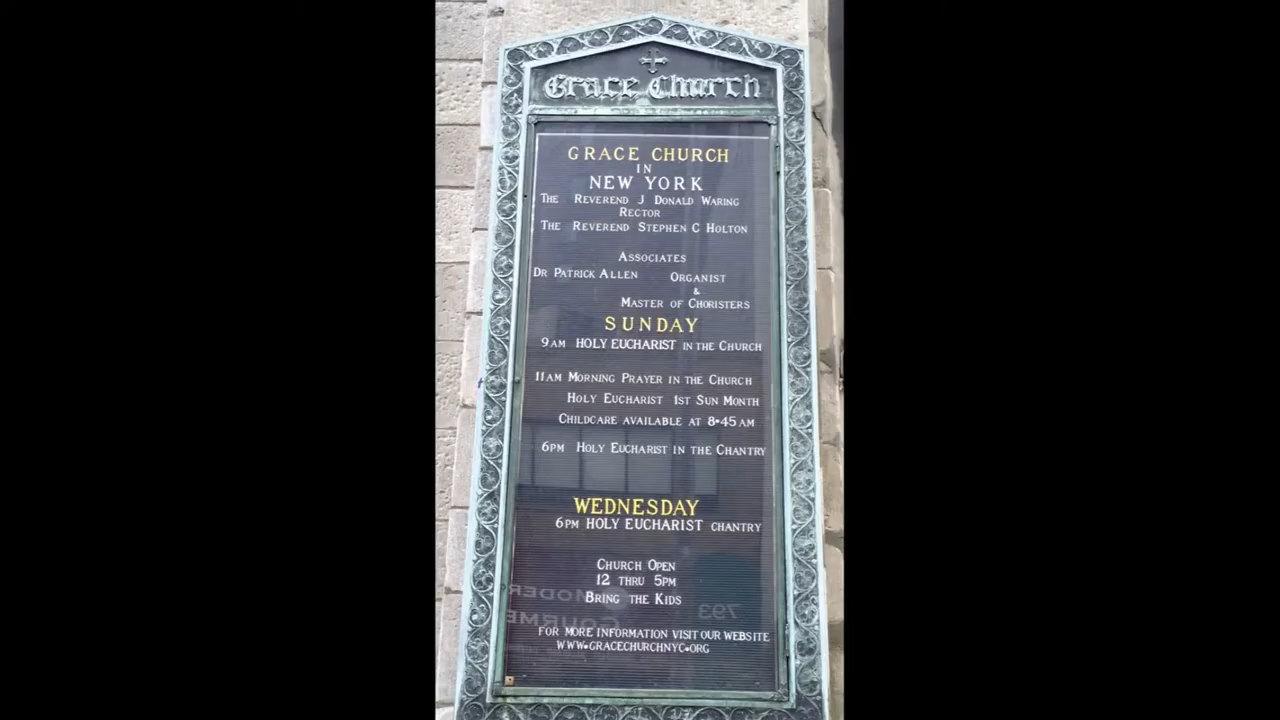 Grace Church
GRACE CHURCH
IN
NEW YORK
THE REVEREND J DONALD WARING
RECTOR
THE REVEREND STEPHEN C HOLTON
ASSOCIATES
DR PATRICK ALLEN ORGANIST
&
MASTER OF CHORISTERS
SUNDAY
9AM HOLY EUCHARIST IN THE CHURCH
11AM MORNING PRAYER IN THE CHURCH
HOLY EUCHARIST 1ST SUN MONTH
CHILDCARE AVAILABLE AT 8•45 AM
6PM HOLY EUCHARIST IN THE CHANTRY
WEDNESDAY
6PM HOLY EUCHARIST CHANTRY
CHURCH OPEN
12 THRU 5PM
BRING THE KIDS
793
FOR MORE INFORMATION VISIT OUR WEBSITE
WWW•GRACECHURCHNYC•ORG